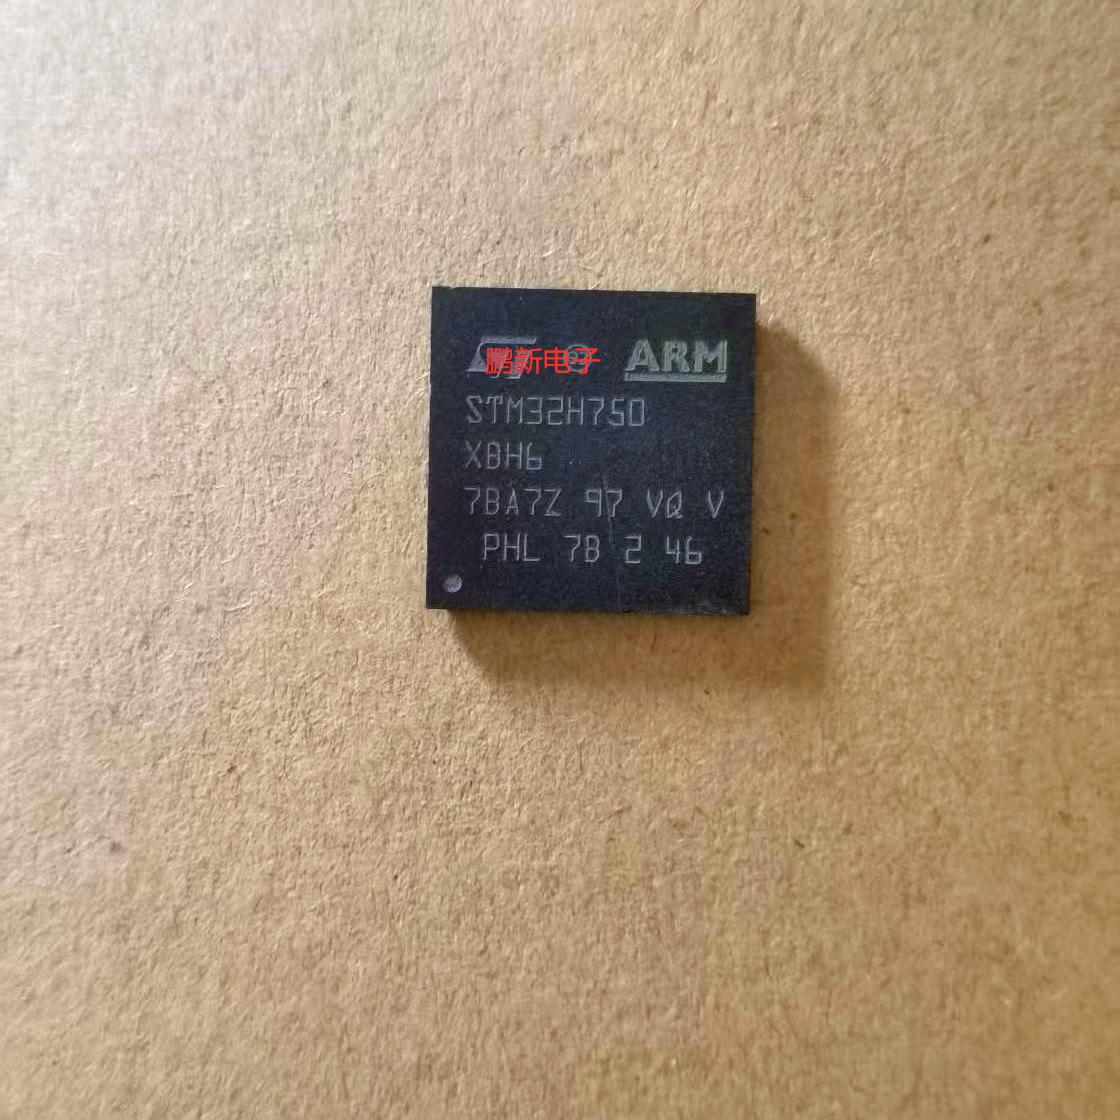 鹏新电子
ARM
STM32H750
XBH6
7BA7Z 97 VQ V
PHL 7B 2 46